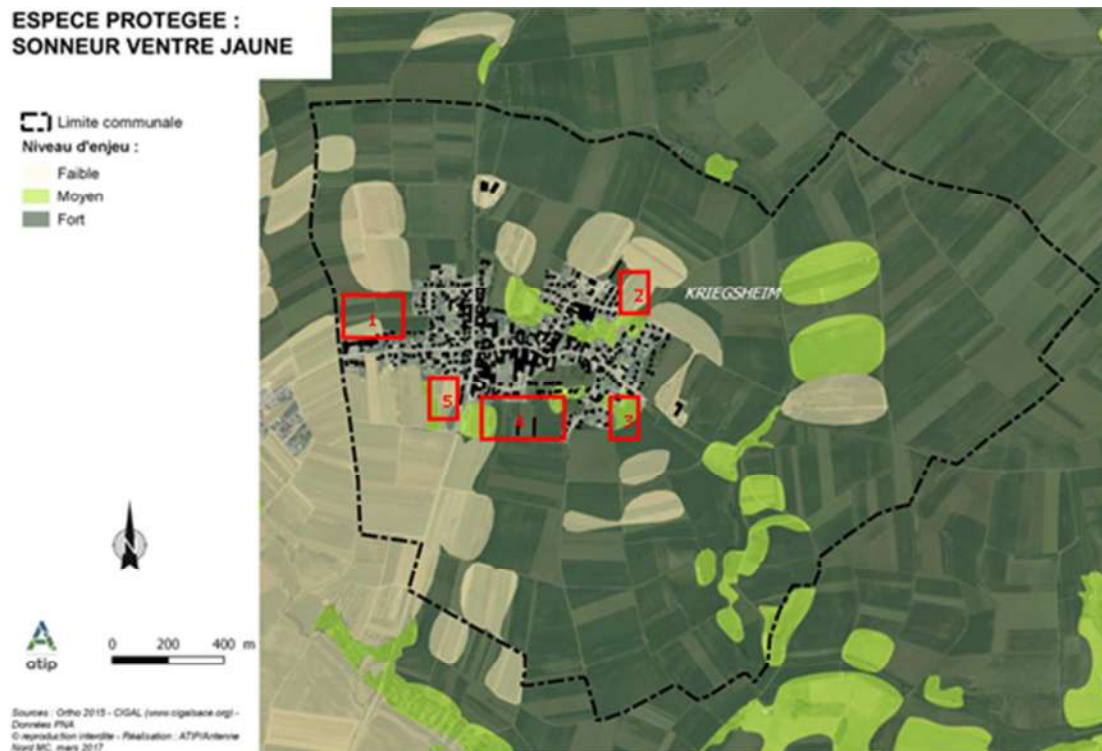 ESPECE PROTEGEE :
SONNEUR VENTRE JAUNE
Limite communale
Niveau d'enjeu :
Faible
Moyen
Fort
KRIEGSHEIM
1
2
3
4
5
N
atip
0 200 400 m
Sources : Ortho 2015 - CIGAL (www.cigalsace.org) -
Données PNA
© reproduction interdite - Réalisation : ATIP/Antenne
Nord MC, mars 2017